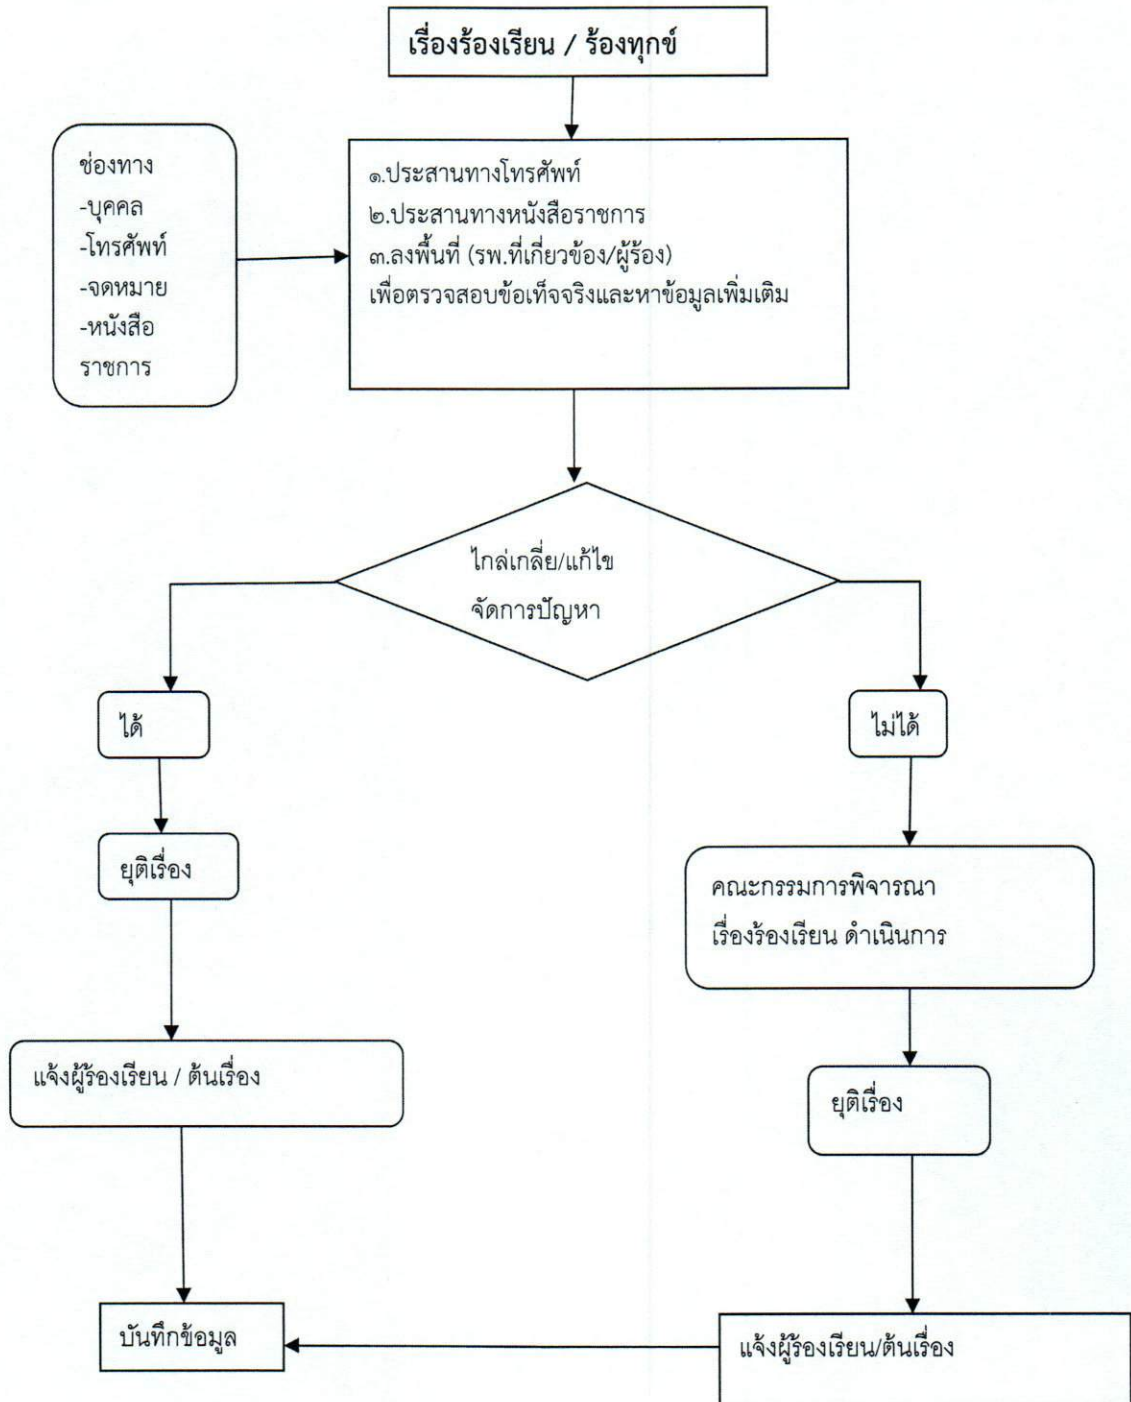 เรื่องร้องเรียน / ร้องทุกข์
ช่องทาง
-บุคคล
-โทรศัพท์
-จดหมาย
-หนังสือ
ราชการ
๑.ประสานทางโทรศัพท์
๒.ประสานทางหนังสือราชการ
๓.ลงพื้นที่ (รพ.ที่เกี่ยวข้อง/ผู้ร้อง)
เพื่อตรวจสอบข้อเท็จจริงและหาข้อมูลเพิ่มเติม
ไกล่เกลี่ย/แก้ไข
จัดการปัญหา
ได้
ไม่ได้
ยุติเรื่อง
คณะกรรมการพิจารณา
เรื่องร้องเรียน ดำเนินการ
แจ้งผู้ร้องเรียน / ต้นเรื่อง
ยุติเรื่อง
บันทึกข้อมูล
แจ้งผู้ร้องเรียน/ต้นเรื่อง